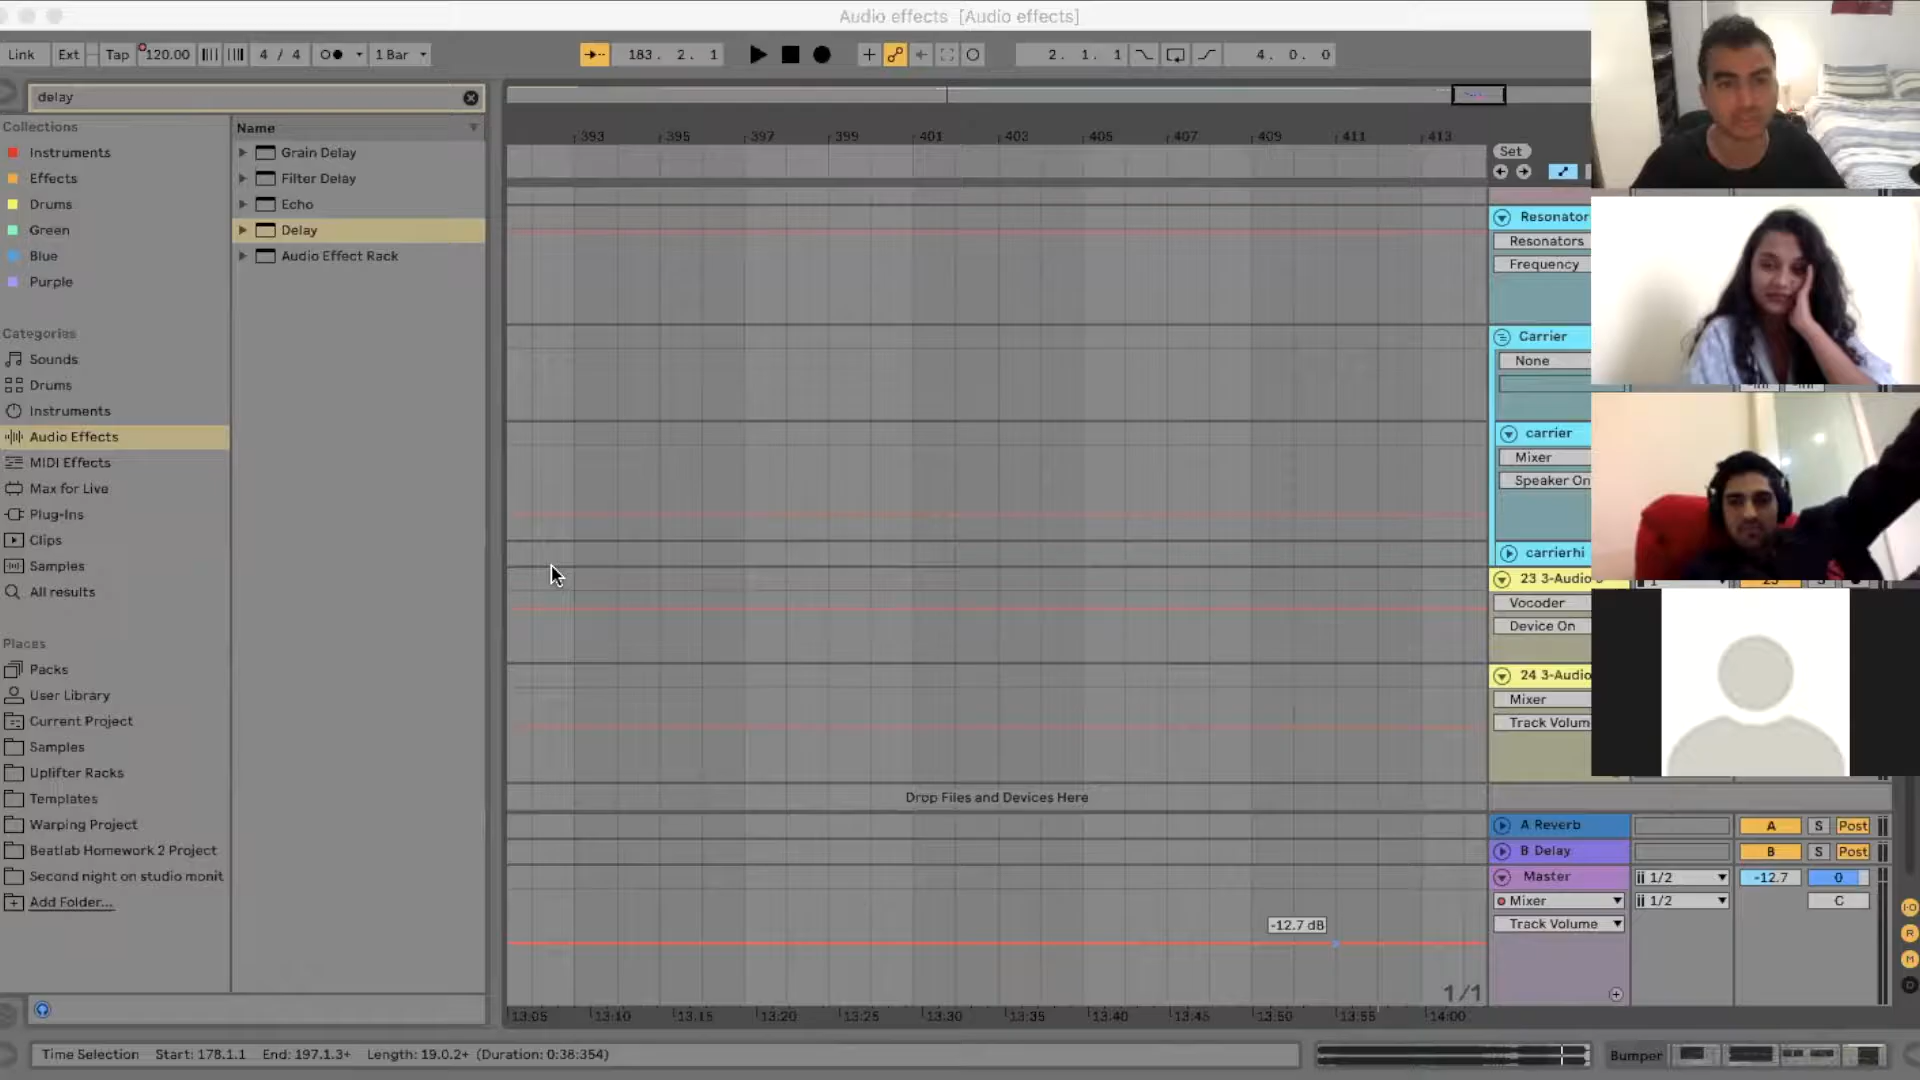 Audio effects [Audio effects]
Link Ext Tap 120.00 4 / 4 1 Bar 183. 2. 1 2. 1. 1 4. 0. 0
delay
Collections
Instruments
Effects
Drums
Green
Blue
Purple
Categories
Sounds
Drums
Instruments
Audio Effects
MIDI Effects
Max for Live
Plug-Ins
Clips
Samples
All results
Places
Packs
User Library
Current Project
Samples
Uplifter Racks
Templates
Warping Project
Beatlab Homework 2 Project
Second night on studio monit
Add Folder...
Name
Grain Delay
Filter Delay
Echo
Delay
Audio Effect Rack
393 395 397 399 401 403 405 407 409 411 413
Set
Resonator
Resonators
Frequency
Carrier
None
carrier
Mixer
Speaker On
carrierhi
23 3-Audio
Vocoder
Device On
24 3-Audio
Mixer
Track Volum
Drop Files and Devices Here
A Reverb A S Post
B Delay B S Post
Master 1/2 -12.7 0
Mixer 1/2 C
Track Volume
-12.7 dB
1/1
13:05 13:10 13:15 13:20 13:25 13:30 13:35 13:40 13:45 13:50 13:55 14:00
Time Selection Start: 178.1.1 End: 197.1.3+ Length: 19.0.2+ (Duration: 0:38:354)
Bumper